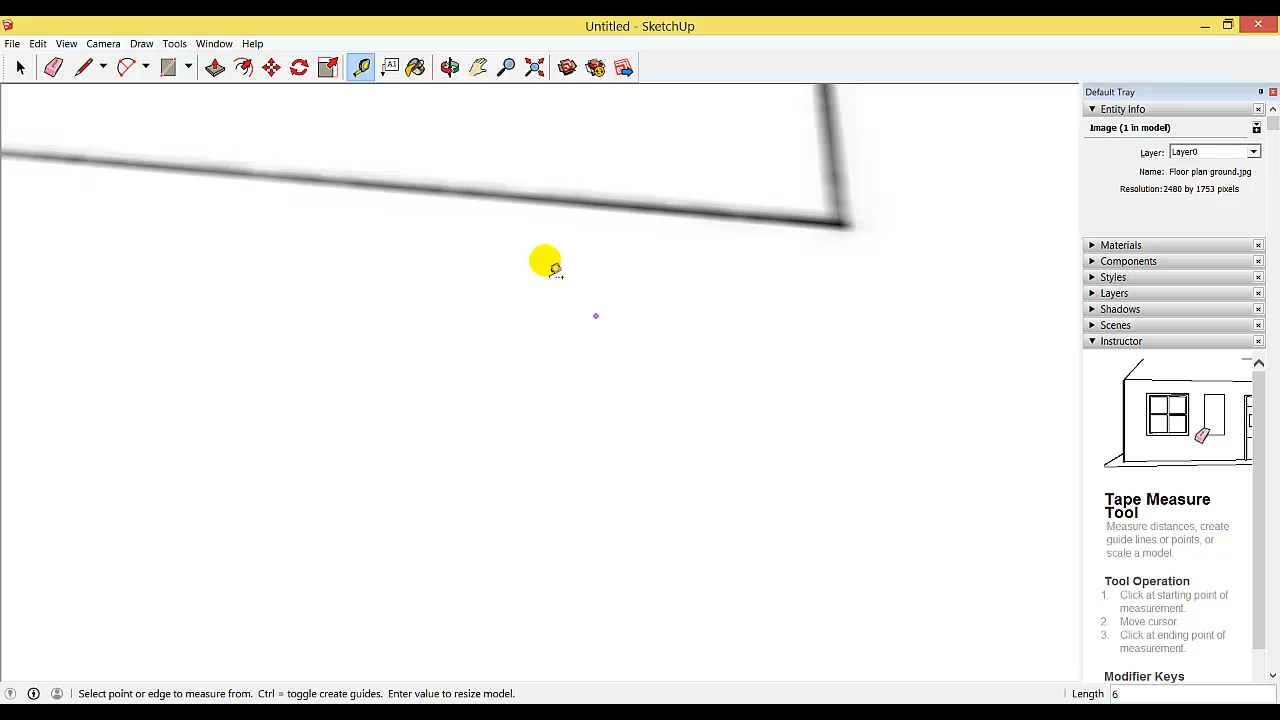 Untitled - SketchUp
File Edit View Camera Draw Tools Window Help
A1
Default Tray
Entity Info
Image (1 in model)
Layer: Layer0
Name: Floor plan ground.jpg
Resolution: 2480 by 1753 pixels
Materials
Components
Styles
Layers
Shadows
Scenes
Instructor
Tape Measure
Tool
Measure distances, create
guide lines or points, or
scale a model.
Tool Operation
1. Click at starting point of
measurement.
2. Move cursor.
3. Click at ending point of
measurement.
Modifier Keys
Select point or edge to measure from. Ctrl = toggle create guides. Enter value to resize model.
Length 6